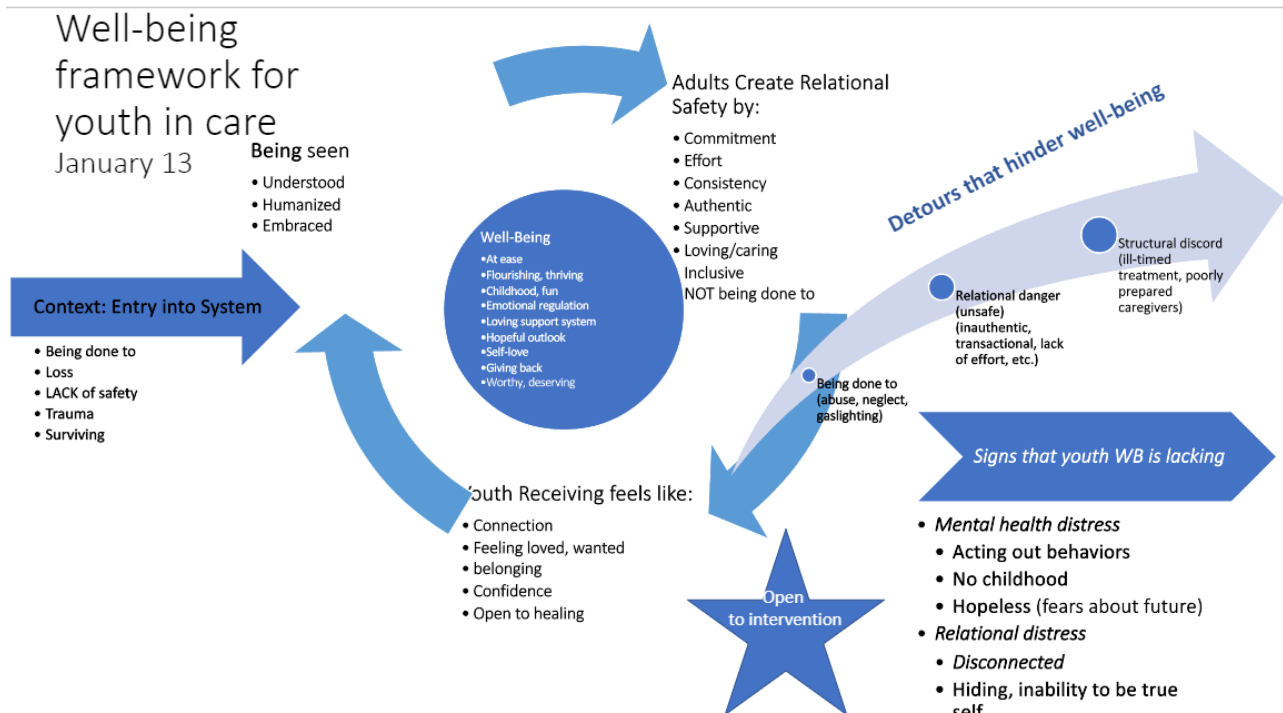 Well-being
framework for
youth in care
January 13
Being seen
• Understood
• Humanized
• Embraced
Context: Entry into System
• Being done to
• Loss
• LACK of safety
• Trauma
• Surviving
Well-Being
•At ease
•Flourishing, thriving
•Childhood, fun
•Emotional regulation
•Loving support system
•Hopeful outlook
•Self-love
•Giving back
•Worthy, deserving
Adults Create Relational
Safety by:
• Commitment
• Effort
• Consistency
• Authentic
• Supportive
• Loving/caring
Inclusive
NOT being done to
Youth Receiving feels like:
• Connection
• Feeling loved, wanted
• belonging
• Confidence
• Open to healing
Open
to intervention
Detours that hinder well-being
Being done to
(abuse, neglect,
gaslighting)
Relational danger
(unsafe)
(inauthentic,
transactional, lack
of effort, etc.)
Structural discord
(ill-timed
treatment, poorly
prepared
caregivers)
Signs that youth WB is lacking
• Mental health distress
• Acting out behaviors
• No childhood
• Hopeless (fears about future)
• Relational distress
• Disconnected
• Hiding, inability to be true
self